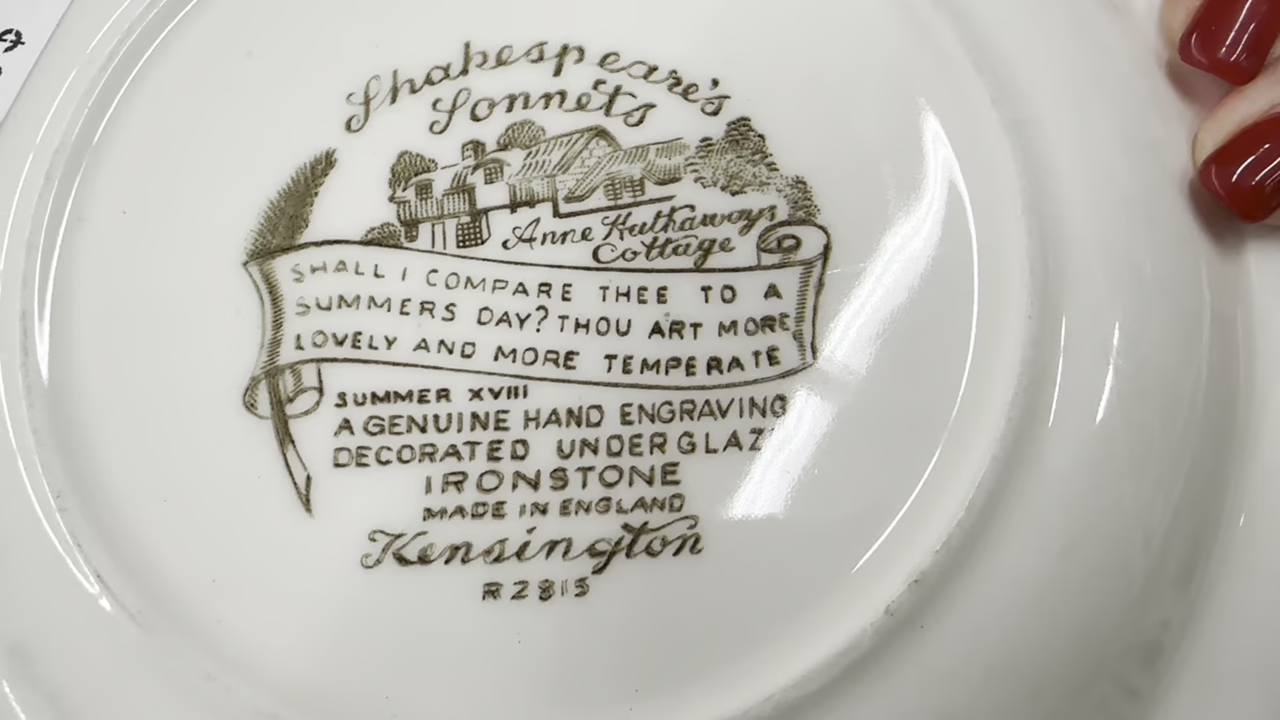 Shakespeare's
Sonnets
Anne Hathaways
Cottage
SHALL I COMPARE THEE TO A
SUMMERS DAY? THOU ART MORE
LOVELY AND MORE TEMPERATE
SUMMER XVIII
A GENUINE HAND ENGRAVING
DECORATED UNDERGLAZE
IRONSTONE
MADE IN ENGLAND
Kensington
R2815